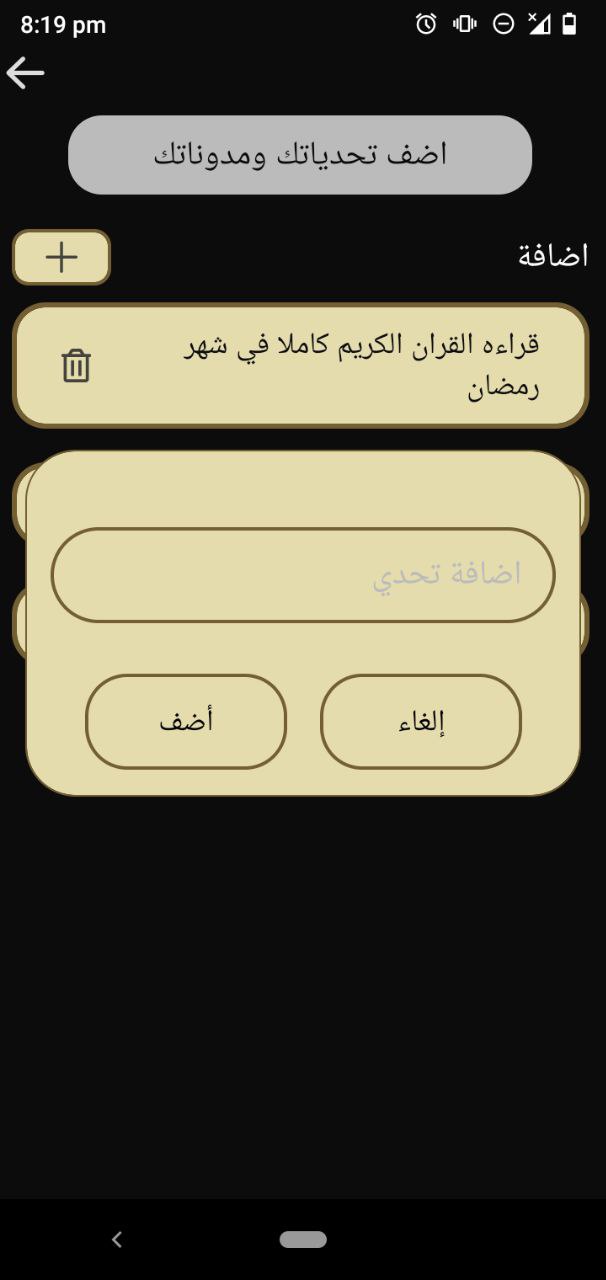 8:19 pm
اضف تحدياتك ومدوناتك
اضافة
قراءه القران الكريم كاملا في شهر
رمضان
اضافة تحدي
إلغاء
أضف